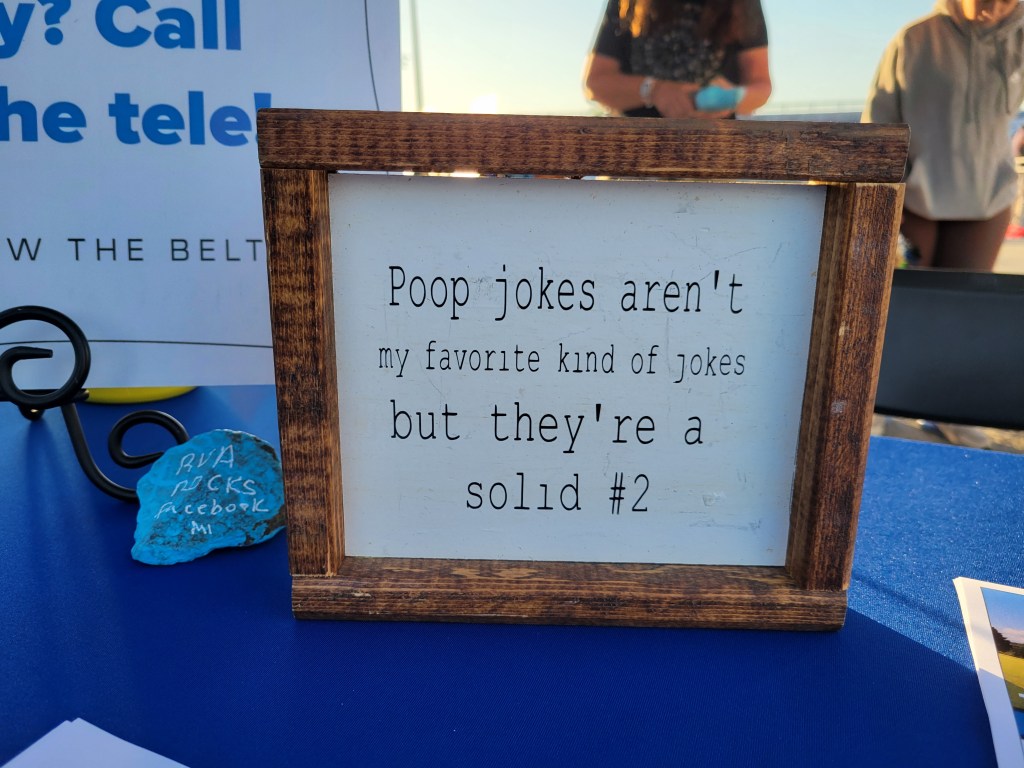 y? Call
he tele!
W THE BELT
Poop jokes aren't
my favorite kind of jokes
but they're a
solid #2
RVA
ROCKS
Facebook
MI